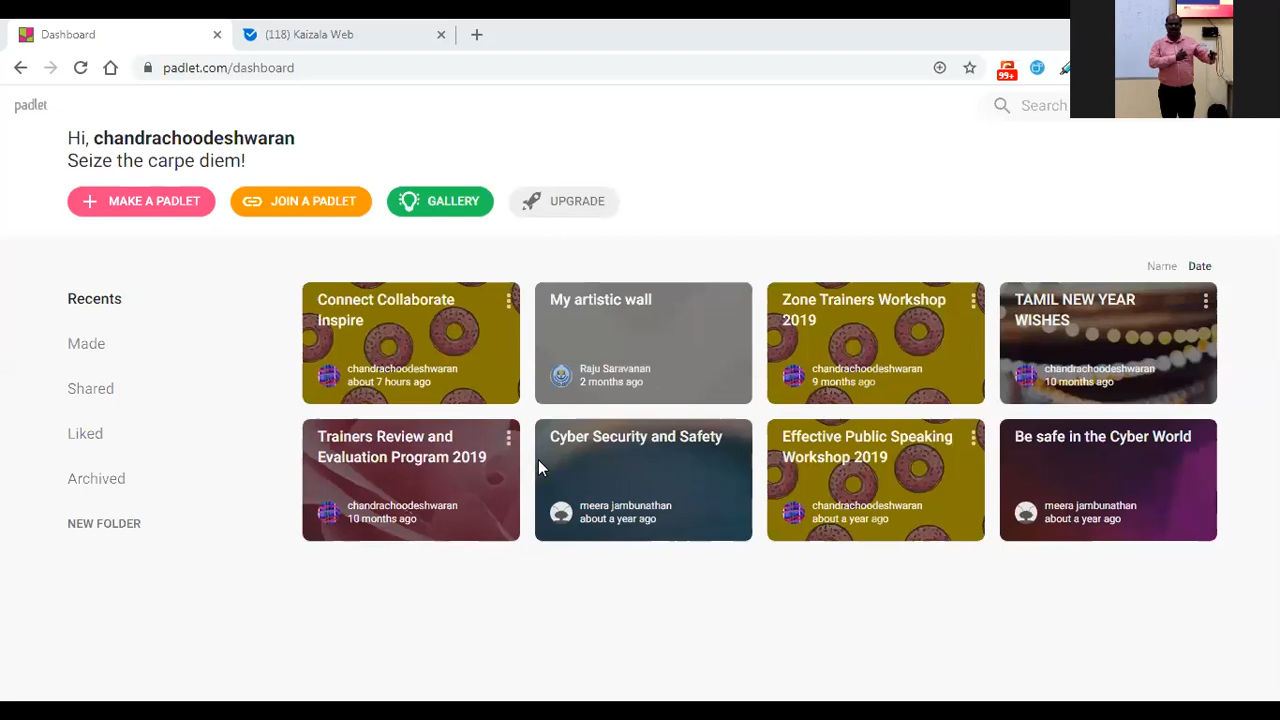 Dashboard
(118) Kaizala Web
padlet.com/dashboard
99+
padlet
Search
Hi, chandrachoodeshwaran
Seize the carpe diem!
MAKE A PADLET
JOIN A PADLET
GALLERY
UPGRADE
Name Date
Recents
Made
Shared
Liked
Archived
NEW FOLDER
Connect Collaborate
Inspire
chandrachoodeshwaran
about 7 hours ago
My artistic wall
Raju Saravanan
2 months ago
Zone Trainers Workshop
2019
chandrachoodeshwaran
9 months ago
TAMIL NEW YEAR
WISHES
chandrachoodeshwaran
10 months ago
Trainers Review and
Evaluation Program 2019
chandrachoodeshwaran
10 months ago
Cyber Security and Safety
meera jambunathan
about a year ago
Effective Public Speaking
Workshop 2019
chandrachoodeshwaran
about a year ago
Be safe in the Cyber World
meera jambunathan
about a year ago